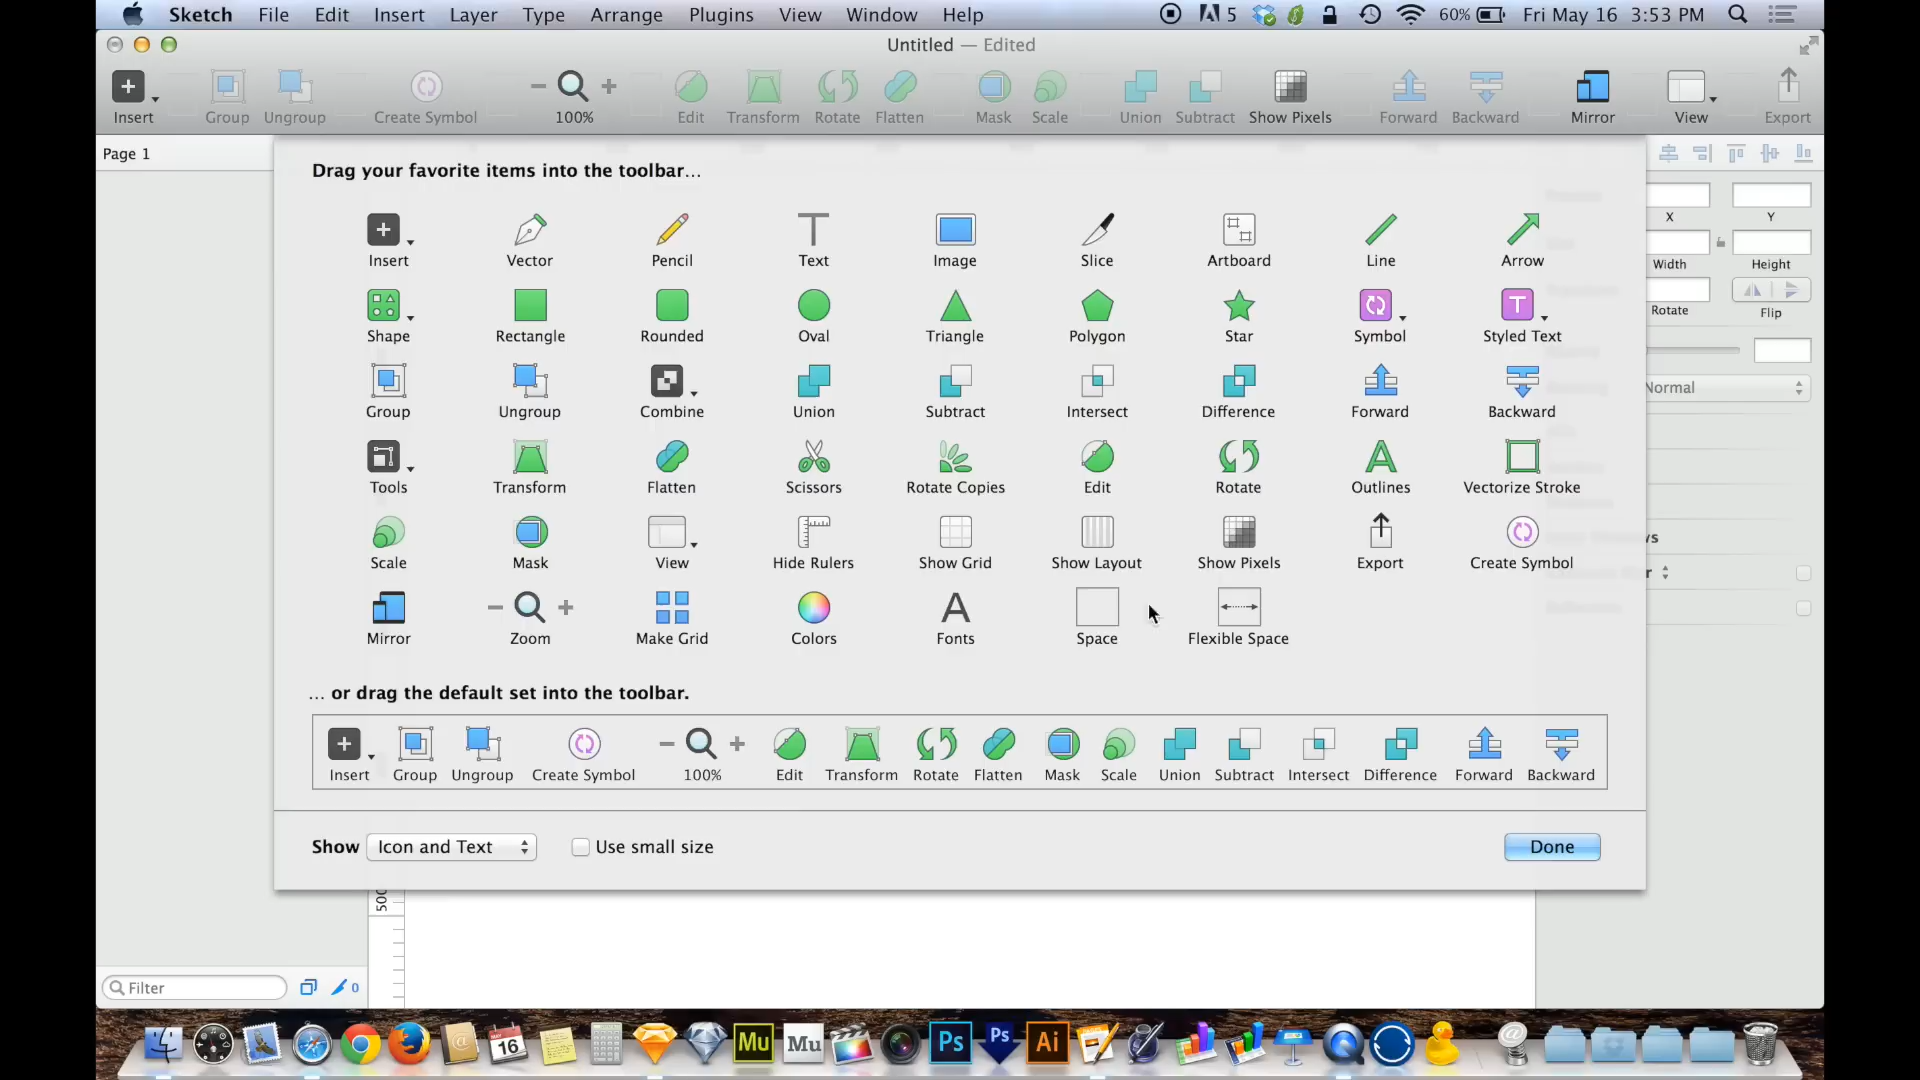 Sketch File Edit Insert Layer Type Arrange Plugins View Window Help 5 60% Fri May 16 3:53 PM
Untitled — Edited
Insert Group Ungroup Create Symbol 100% Edit Transform Rotate Flatten Mask Scale Union Subtract Show Pixels Forward Backward Mirror View Export
Page 1
Drag your favorite items into the toolbar...
X Y
Insert Vector Pencil Text Image Slice Artboard Line Arrow
Width Height
Rotate Flip
Shape Rectangle Rounded Oval Triangle Polygon Star Symbol Styled Text
Normal
Group Ungroup Combine Union Subtract Intersect Difference Forward Backward
Tools Transform Flatten Scissors Rotate Copies Edit Rotate Outlines Vectorize Stroke
Scale Mask View Hide Rulers Show Grid Show Layout Show Pixels Export Create Symbol
Mirror Zoom Make Grid Colors Fonts Space Flexible Space
... or drag the default set into the toolbar.
Insert Group Ungroup Create Symbol 100% Edit Transform Rotate Flatten Mask Scale Union Subtract Intersect Difference Forward Backward
Show Icon and Text Use small size Done
500
Filter 0
MAY 16 Mu Mu Ps Ps Ai